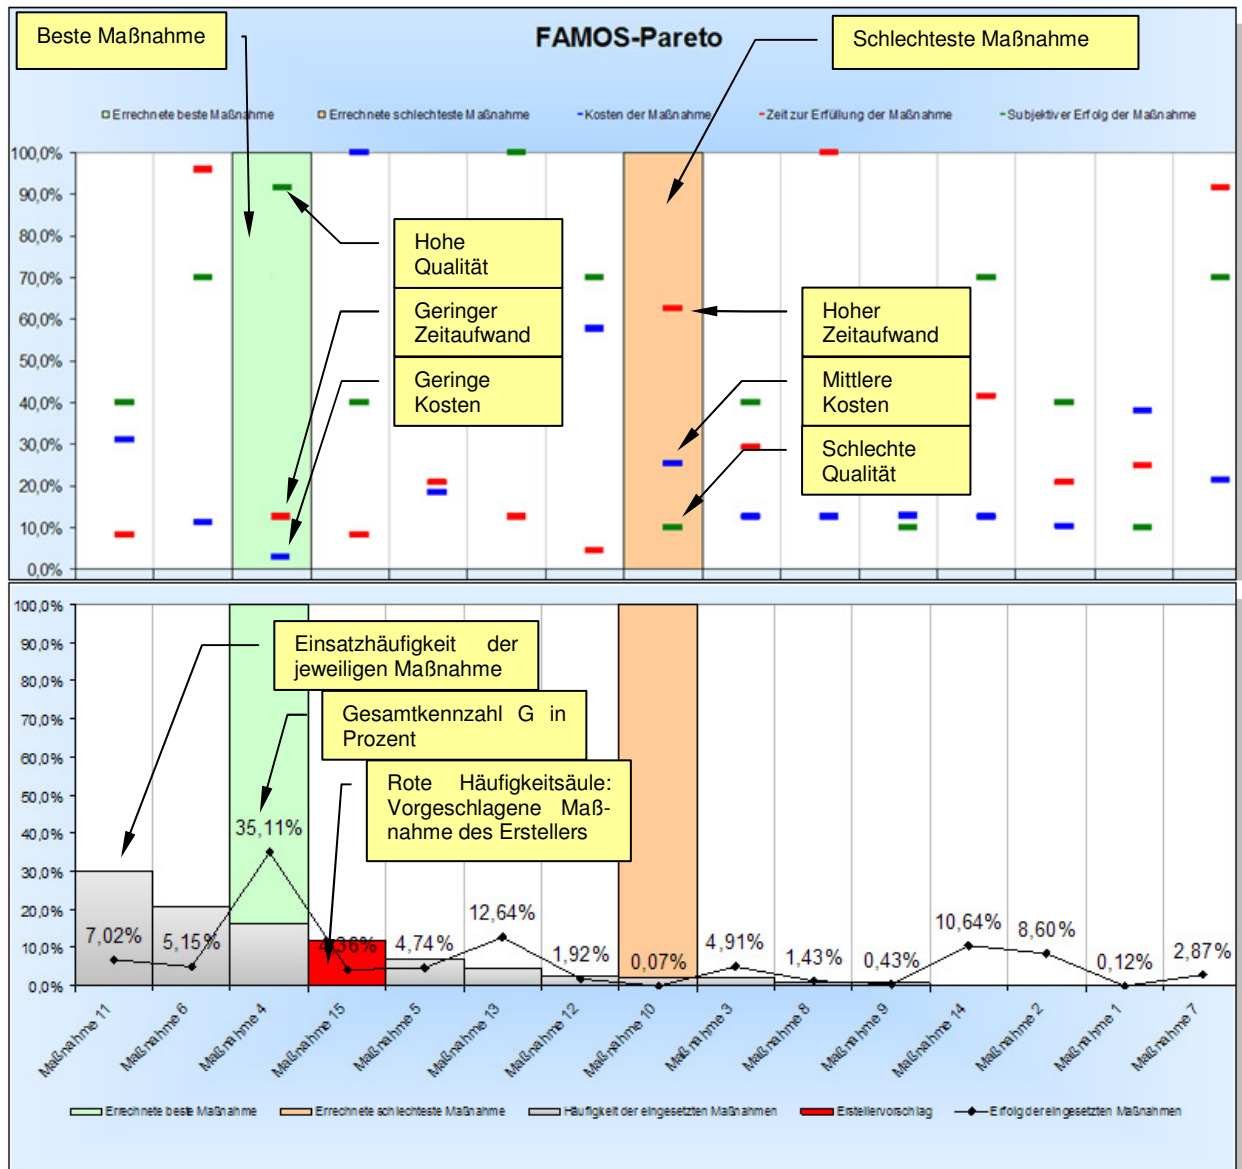 Beste Maßnahme
FAMOS-Pareto
Schlechteste Maßnahme
Errechnete beste Maßnahme
Errechnete schlechteste Maßnahme
Kosten der Maßnahme
Zeit zur Erfüllung der Maßnahme
Subjektiver Erfolg der Maßnahme
100,0%
90,0%
80,0%
70,0%
60,0%
50,0%
40,0%
30,0%
20,0%
10,0%
0,0%
Hohe
Qualität
Geringer
Zeitaufwand
Geringe
Kosten
Hoher
Zeitaufwand
Mittlere
Kosten
Schlechte
Qualität
100,0%
90,0%
80,0%
70,0%
60,0%
50,0%
40,0%
30,0%
20,0%
10,0%
0,0%
Einsatzhäufigkeit der
jeweiligen Maßnahme
Gesamtkennzahl G in
Prozent
Rote Häufigkeitsäule:
Vorgeschlagene Maß-
nahme des Erstellers
7,02%
5,15%
35,11%
4,36%
4,74%
12,64%
1,92%
0,07%
4,91%
1,43%
0,43%
10,64%
8,60%
0,12%
2,87%
Maßnahme 11
Maßnahme 6
Maßnahme 4
Maßnahme 15
Maßnahme 5
Maßnahme 13
Maßnahme 12
Maßnahme 10
Maßnahme 3
Maßnahme 8
Maßnahme 9
Maßnahme 14
Maßnahme 2
Maßnahme 1
Maßnahme 7
Errechnete beste Maßnahme
Errechnete schlechteste Maßnahme
Häufigkeit der eingesetzten Maßnahmen
Erstellervorschlag
Erfolg der eingesetzten Maßnahmen